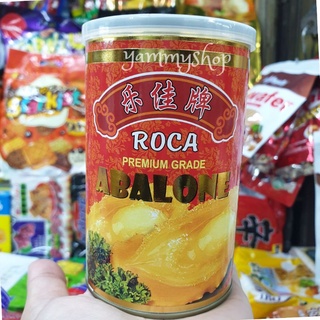 yammyshop
乐佳牌
ROCA
PREMIUM GRADE
ABALONE